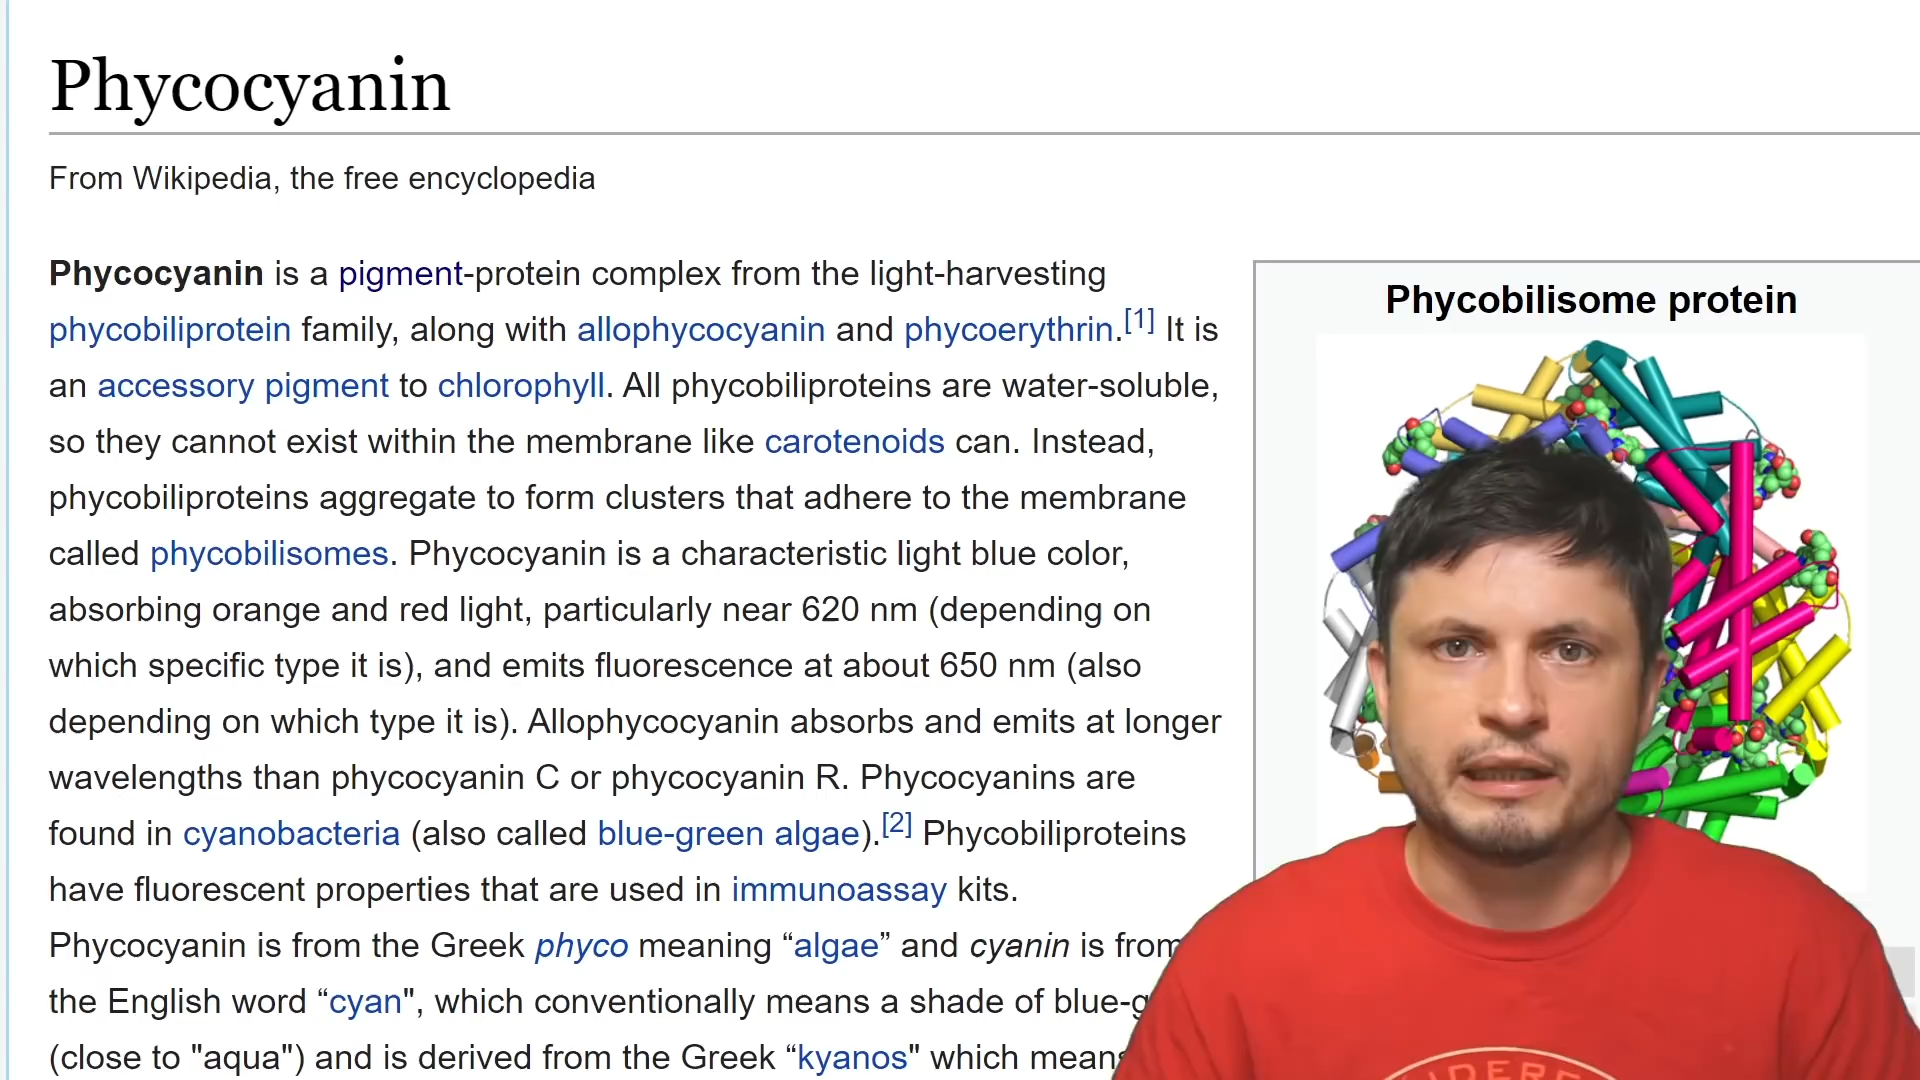 Phycocyanin
From Wikipedia, the free encyclopedia
Phycocyanin is a pigment-protein complex from the light-harvesting
phycobiliprotein family, along with allophycocyanin and phycoerythrin.[1] It is
an accessory pigment to chlorophyll. All phycobiliproteins are water-soluble,
so they cannot exist within the membrane like carotenoids can. Instead,
phycobiliproteins aggregate to form clusters that adhere to the membrane
called phycobilisomes. Phycocyanin is a characteristic light blue color,
absorbing orange and red light, particularly near 620 nm (depending on
which specific type it is), and emits fluorescence at about 650 nm (also
depending on which type it is). Allophycocyanin absorbs and emits at longer
wavelengths than phycocyanin C or phycocyanin R. Phycocyanins are
found in cyanobacteria (also called blue-green algae).[2] Phycobiliproteins
have fluorescent properties that are used in immunoassay kits.
Phycocyanin is from the Greek phyco meaning “algae” and cyanin is from
the English word “cyan", which conventionally means a shade of blue-g
(close to "aqua") and is derived from the Greek “kyanos" which means
Phycobilisome protein